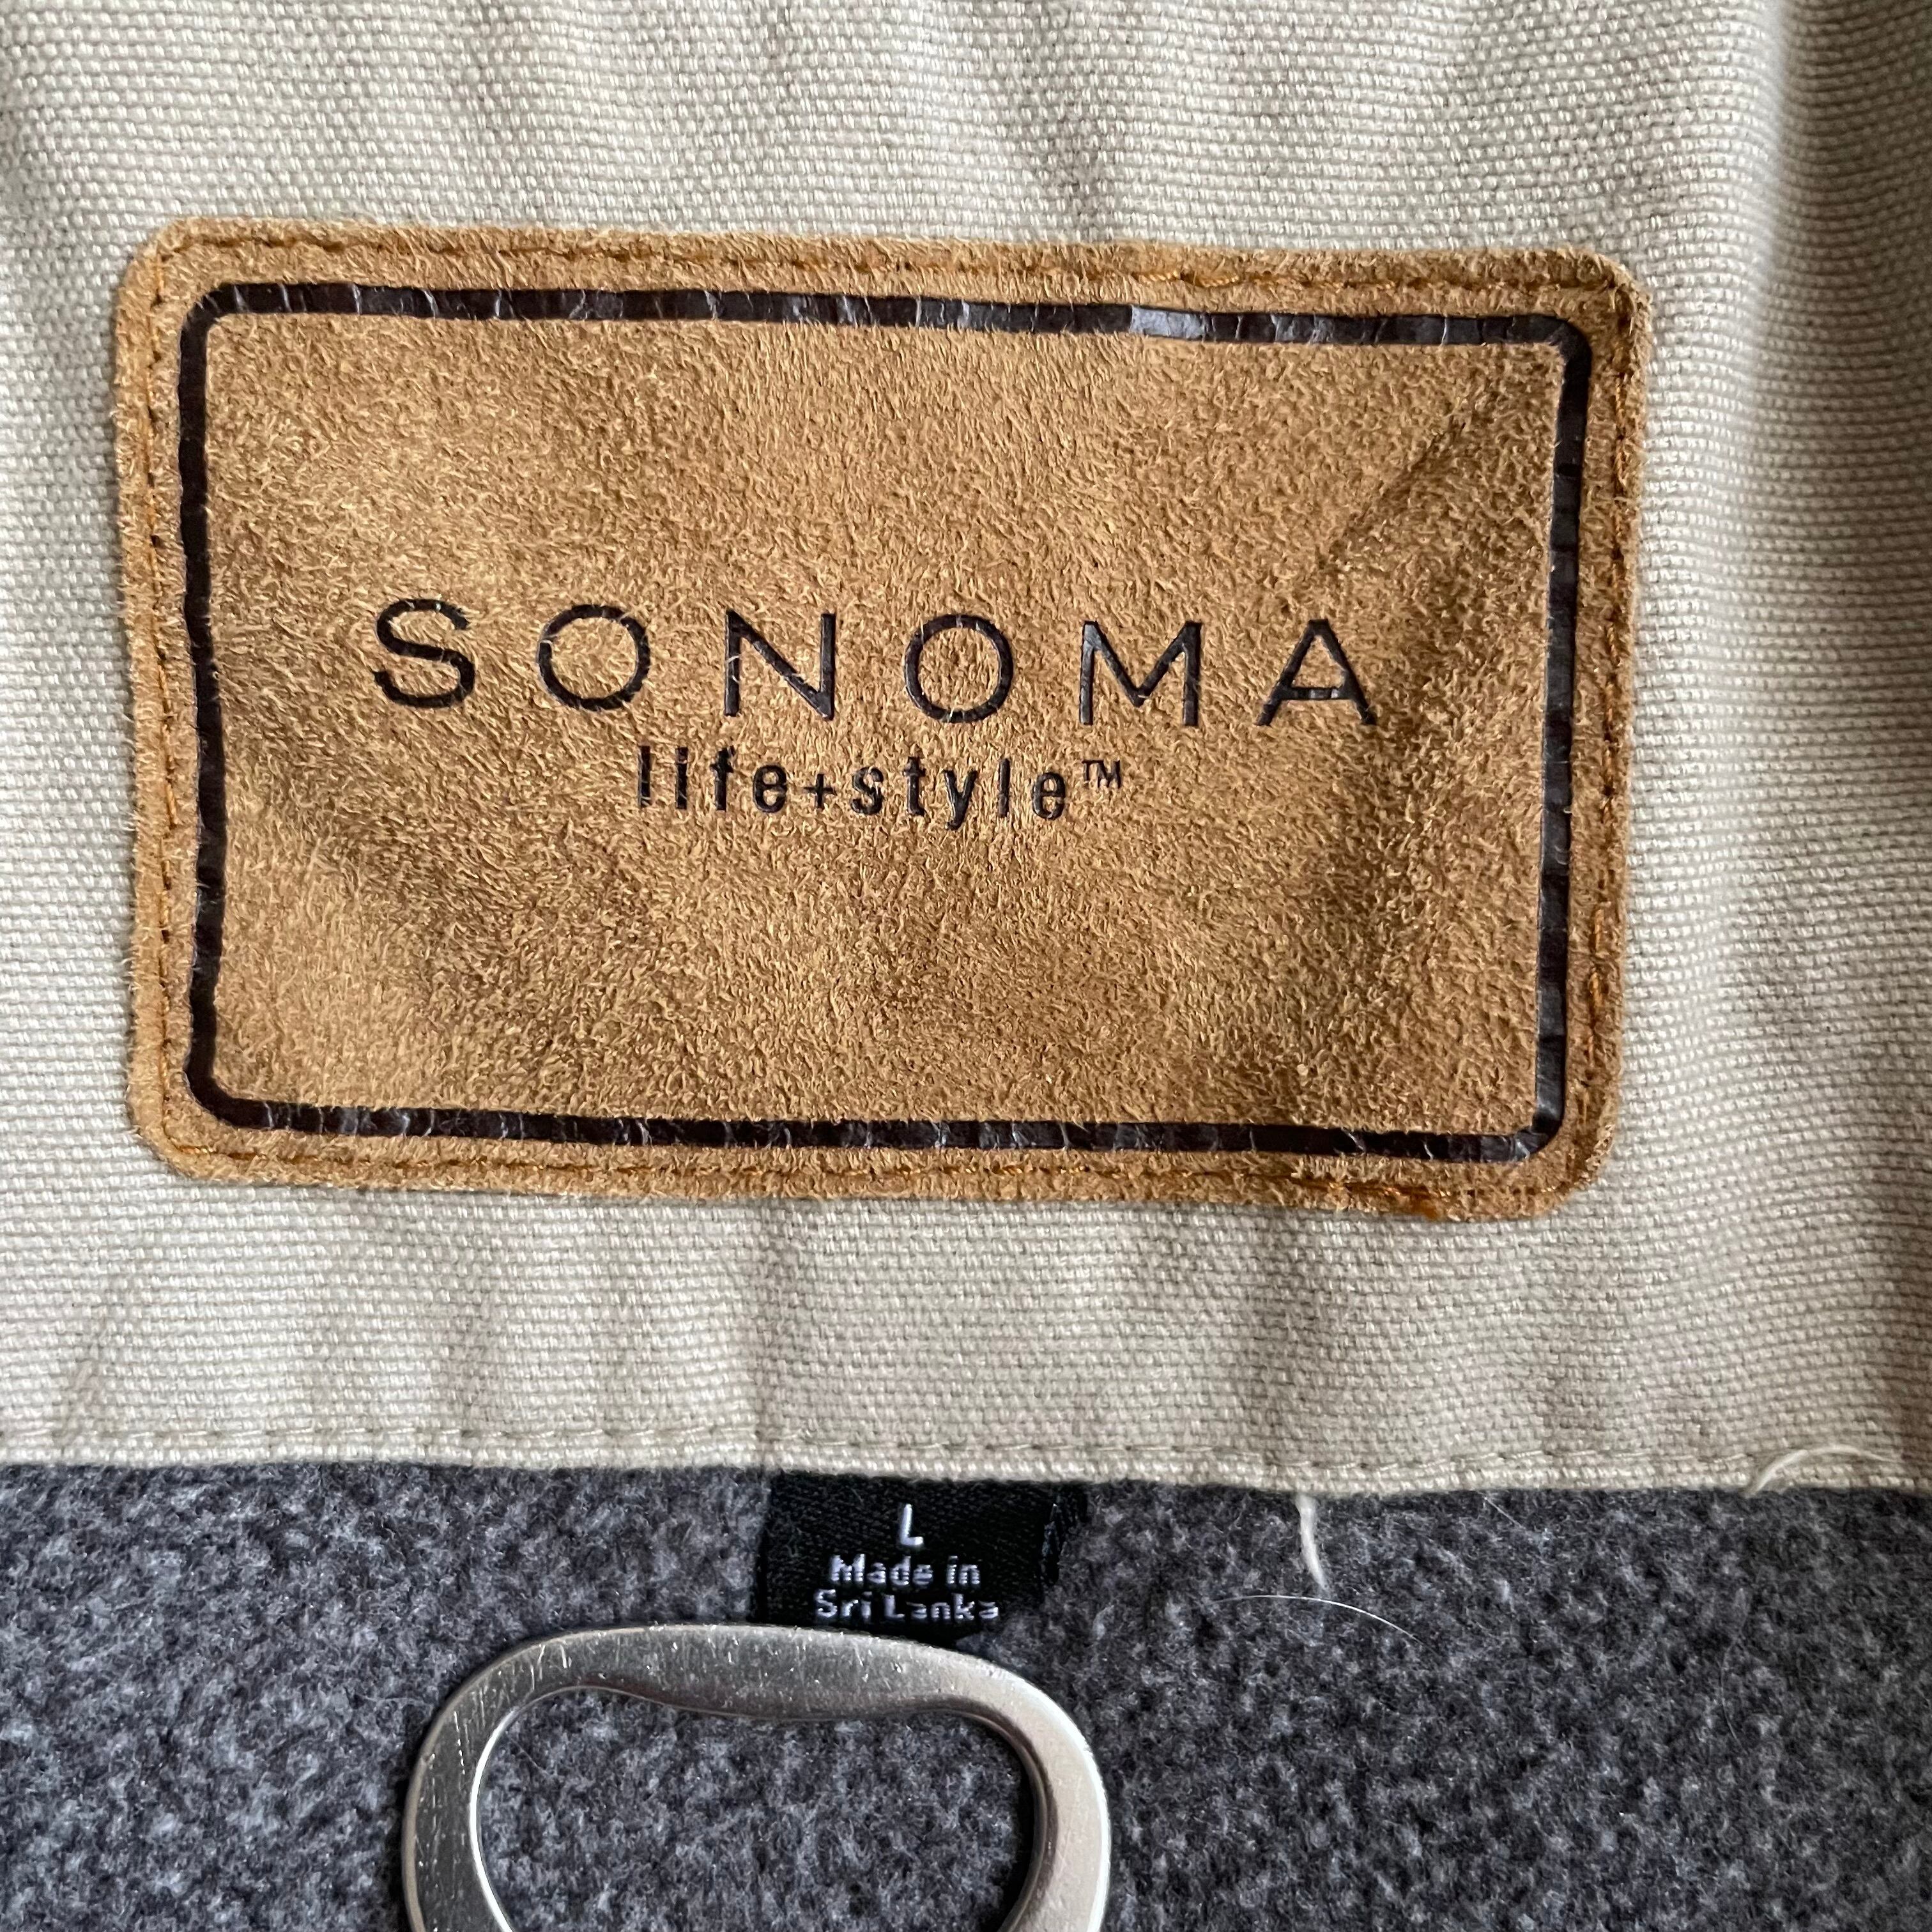 SONOMA
life+style™
L
Made in
Sri Lanka